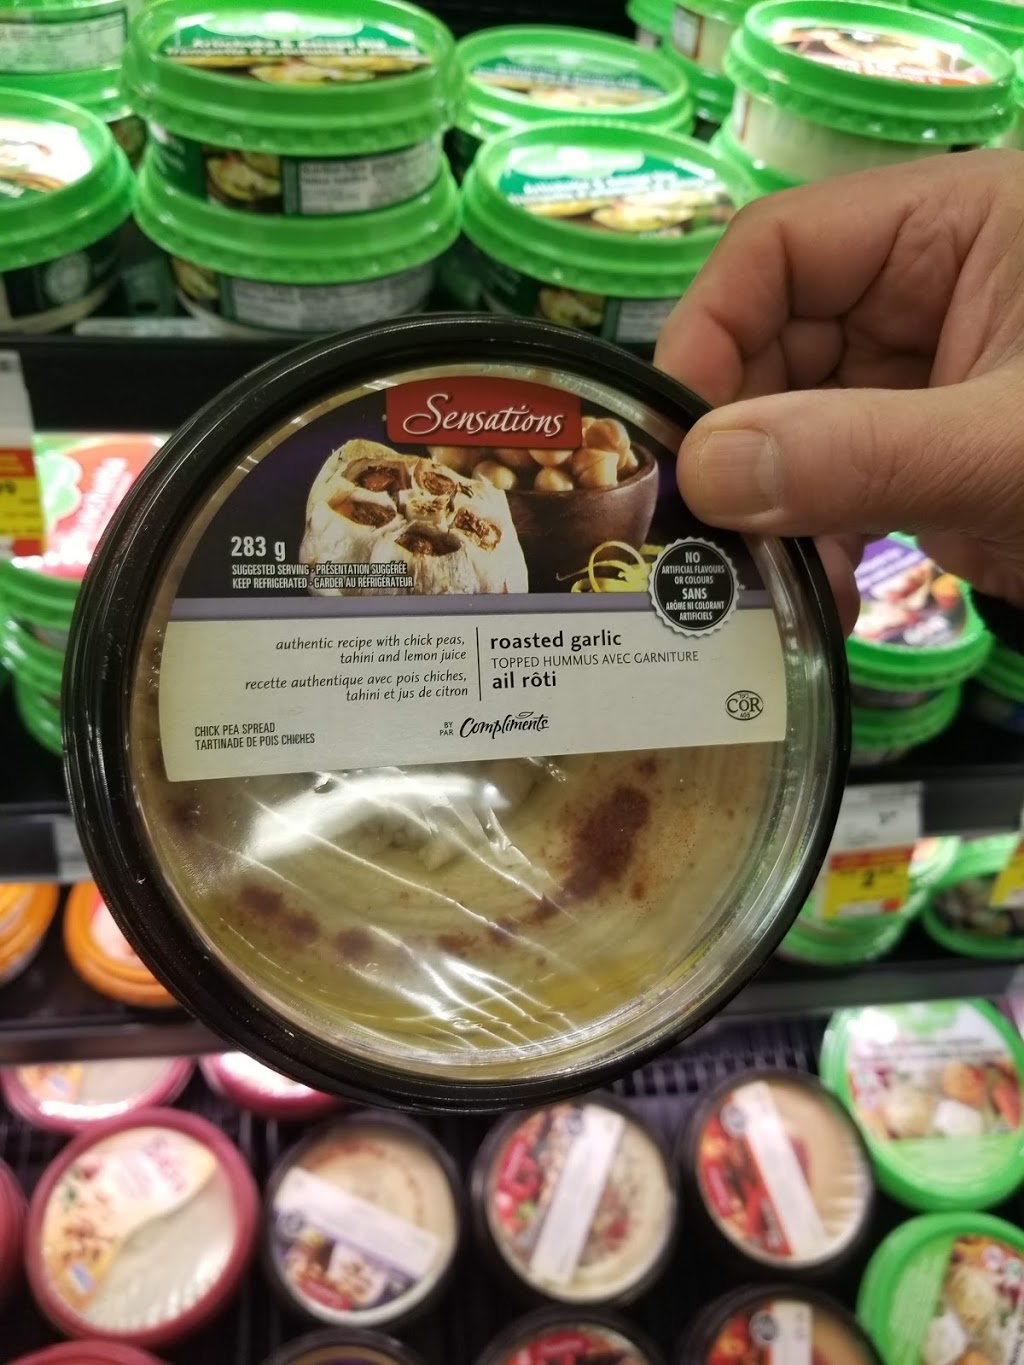 Sensations
283 g
SUGGESTED SERVING - PRÉSENTATION SUGGÉRÉE
KEEP REFRIGERATED - GARDER AU RÉFRIGÉRATEUR
NO
ARTIFICIAL FLAVOURS
OR COLOURS
SANS
ARÔME NI COLORANT
ARTIFICIELS
authentic recipe with chick peas,
tahini and lemon juice
recette authentique avec pois chiches,
tahini et jus de citron
roasted garlic
TOPPED HUMMUS AVEC GARNITURE
ail rôti
CHICK PEA SPREAD
TARTINADE DE POIS CHICHES
BY
PAR
Compliments
COR
2